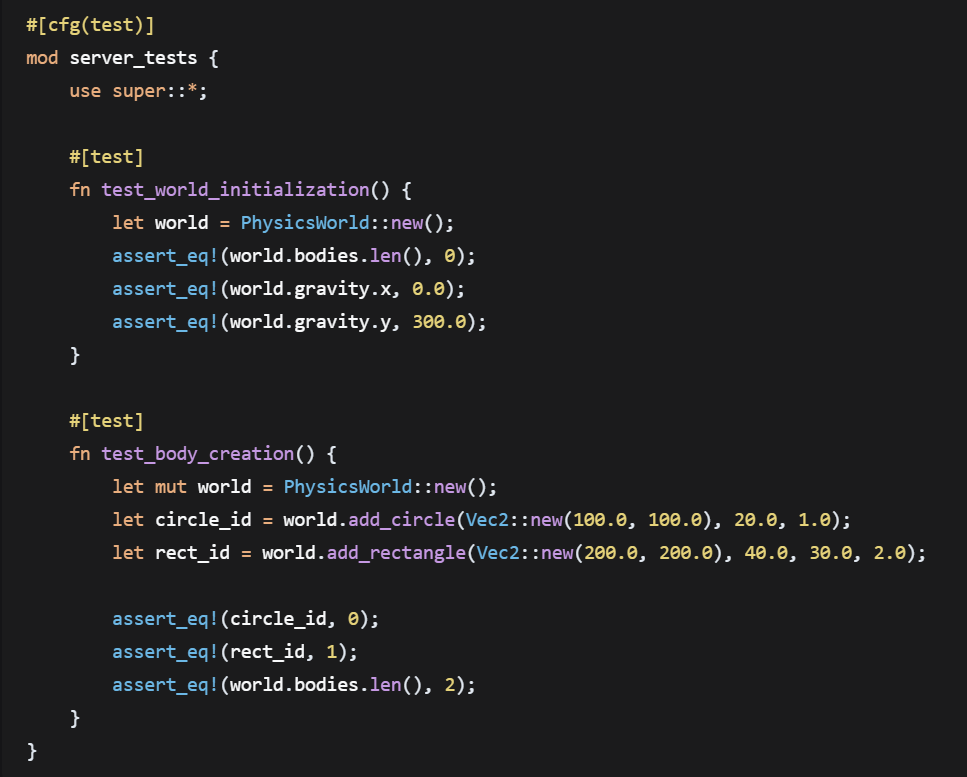 #[cfg(test)]
mod server_tests {
    use super::*;

    #[test]
    fn test_world_initialization() {
        let world = PhysicsWorld::new();
        assert_eq!(world.bodies.len(), 0);
        assert_eq!(world.gravity.x, 0.0);
        assert_eq!(world.gravity.y, 300.0);
    }

    #[test]
    fn test_body_creation() {
        let mut world = PhysicsWorld::new();
        let circle_id = world.add_circle(Vec2::new(100.0, 100.0), 20.0, 1.0);
        let rect_id = world.add_rectangle(Vec2::new(200.0, 200.0), 40.0, 30.0, 2.0);

        assert_eq!(circle_id, 0);
        assert_eq!(rect_id, 1);
        assert_eq!(world.bodies.len(), 2);
    }
}